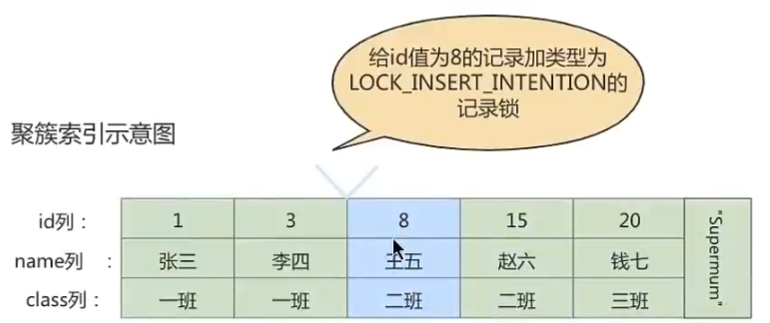 给id值为8的记录加类型为
LOCK_INSERT_INTENTION的
记录锁
聚簇索引示意图
id列： 1 3 8 15 20 "Supermum"
name列 ： 张三 李四 王五 赵六 钱七
class列： 一班 一班 二班 二班 三班